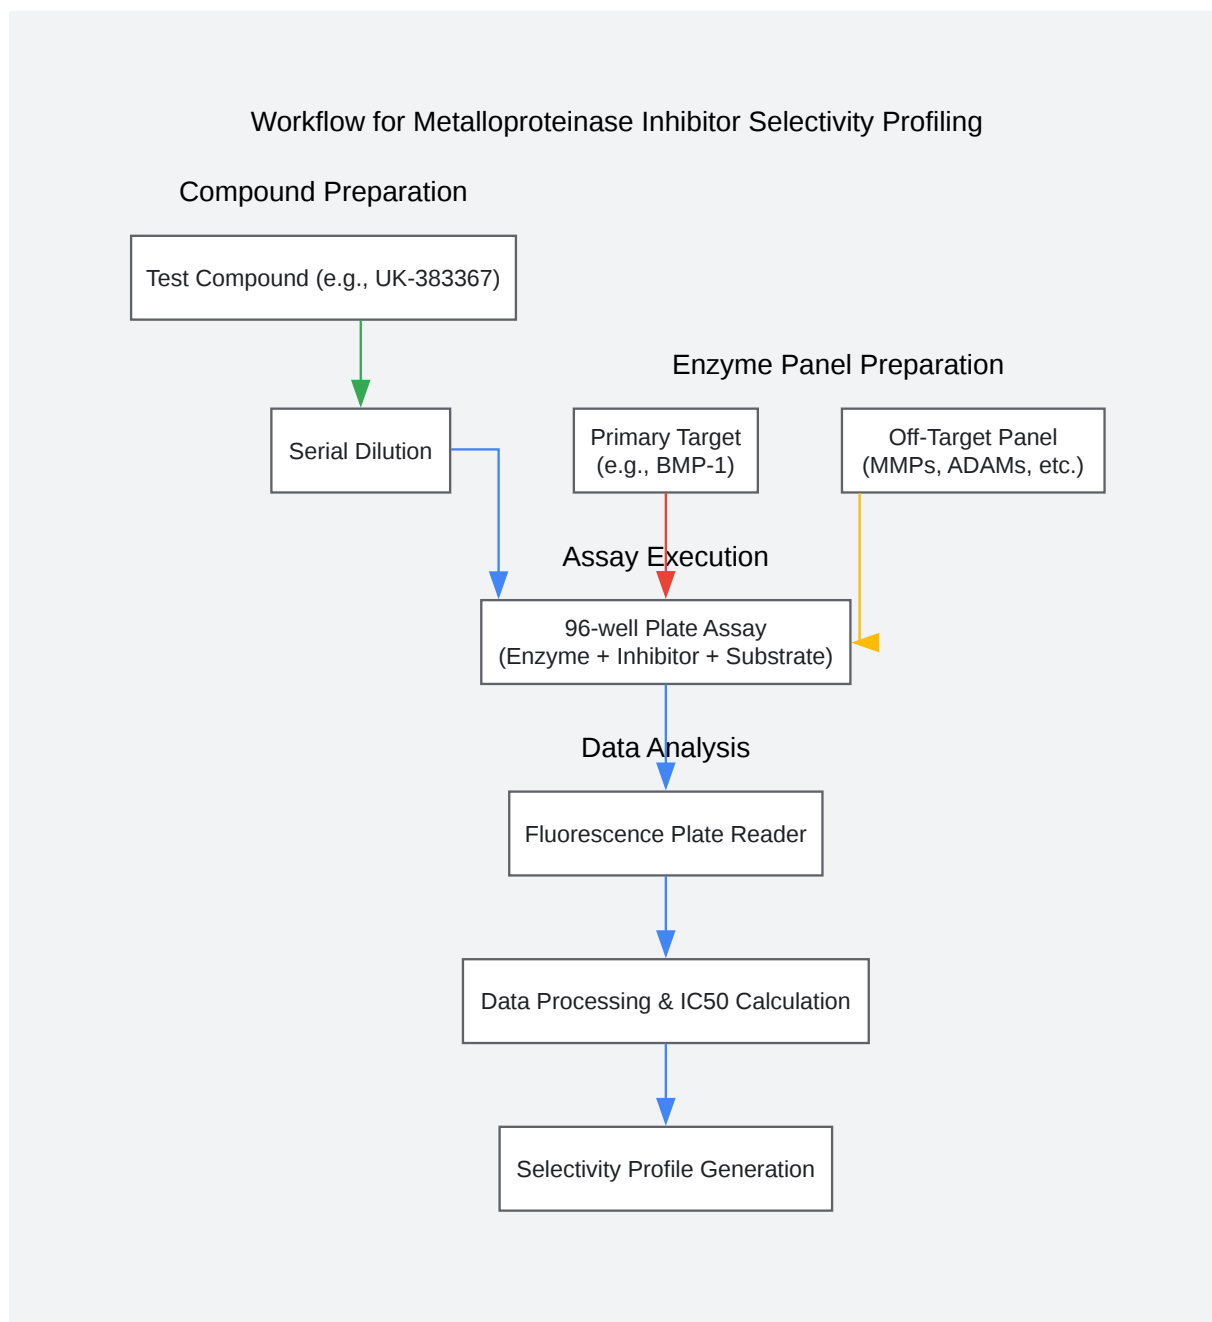 Workflow for Metalloproteinase Inhibitor Selectivity Profiling
Compound Preparation
Test Compound (e.g., UK-383367)
Serial Dilution
Enzyme Panel Preparation
Primary Target
(e.g., BMP-1)
Off-Target Panel
(MMPs, ADAMs, etc.)
Assay Execution
96-well Plate Assay
(Enzyme + Inhibitor + Substrate)
Data Analysis
Fluorescence Plate Reader
Data Processing & IC50 Calculation
Selectivity Profile Generation